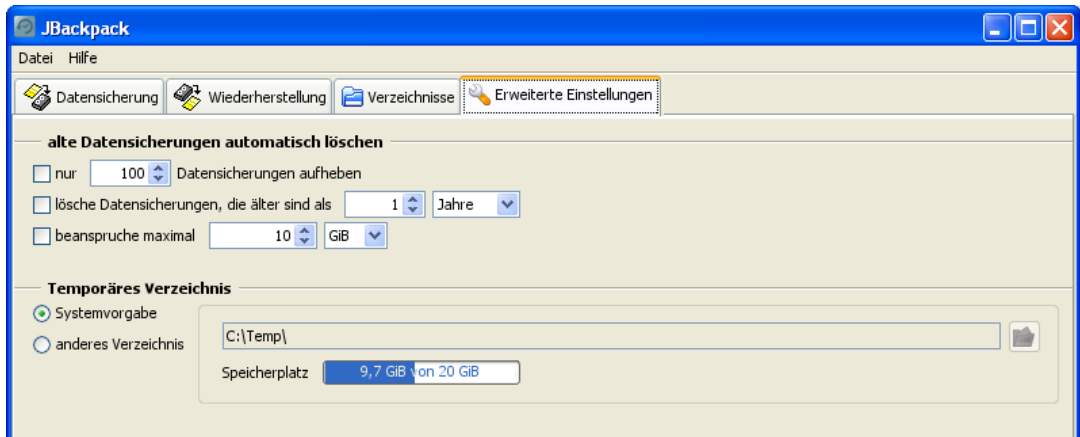 JBackpack
Datei Hilfe
Datensicherung Wiederherstellung Verzeichnisse Erweiterte Einstellungen
alte Datensicherungen automatisch löschen
nur 100 Datensicherungen aufheben
lösche Datensicherungen, die älter sind als 1 Jahre
beanspruche maximal 10 GiB
Temporäres Verzeichnis
Systemvorgabe
C:\Temp\
anderes Verzeichnis
Speicherplatz 9,7 GiB von 20 GiB